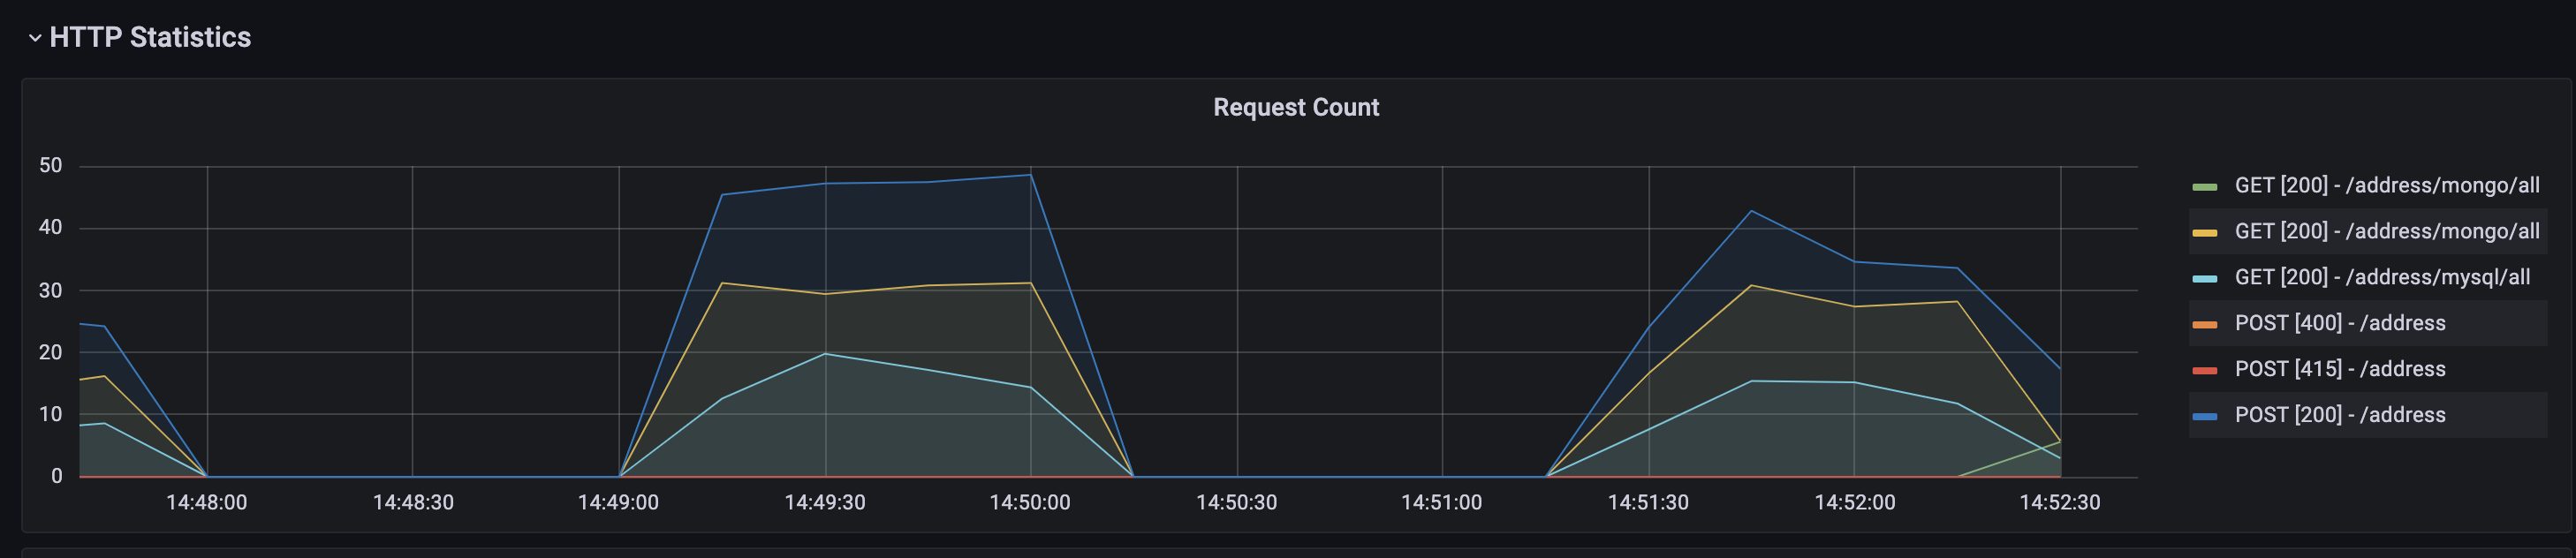 HTTP Statistics
Request Count
50
40
30
20
10
0
14:48:00 14:48:30 14:49:00 14:49:30 14:50:00 14:50:30 14:51:00 14:51:30 14:52:00 14:52:30
GET [200] - /address/mongo/all
GET [200] - /address/mongo/all
GET [200] - /address/mysql/all
POST [400] - /address
POST [415] - /address
POST [200] - /address